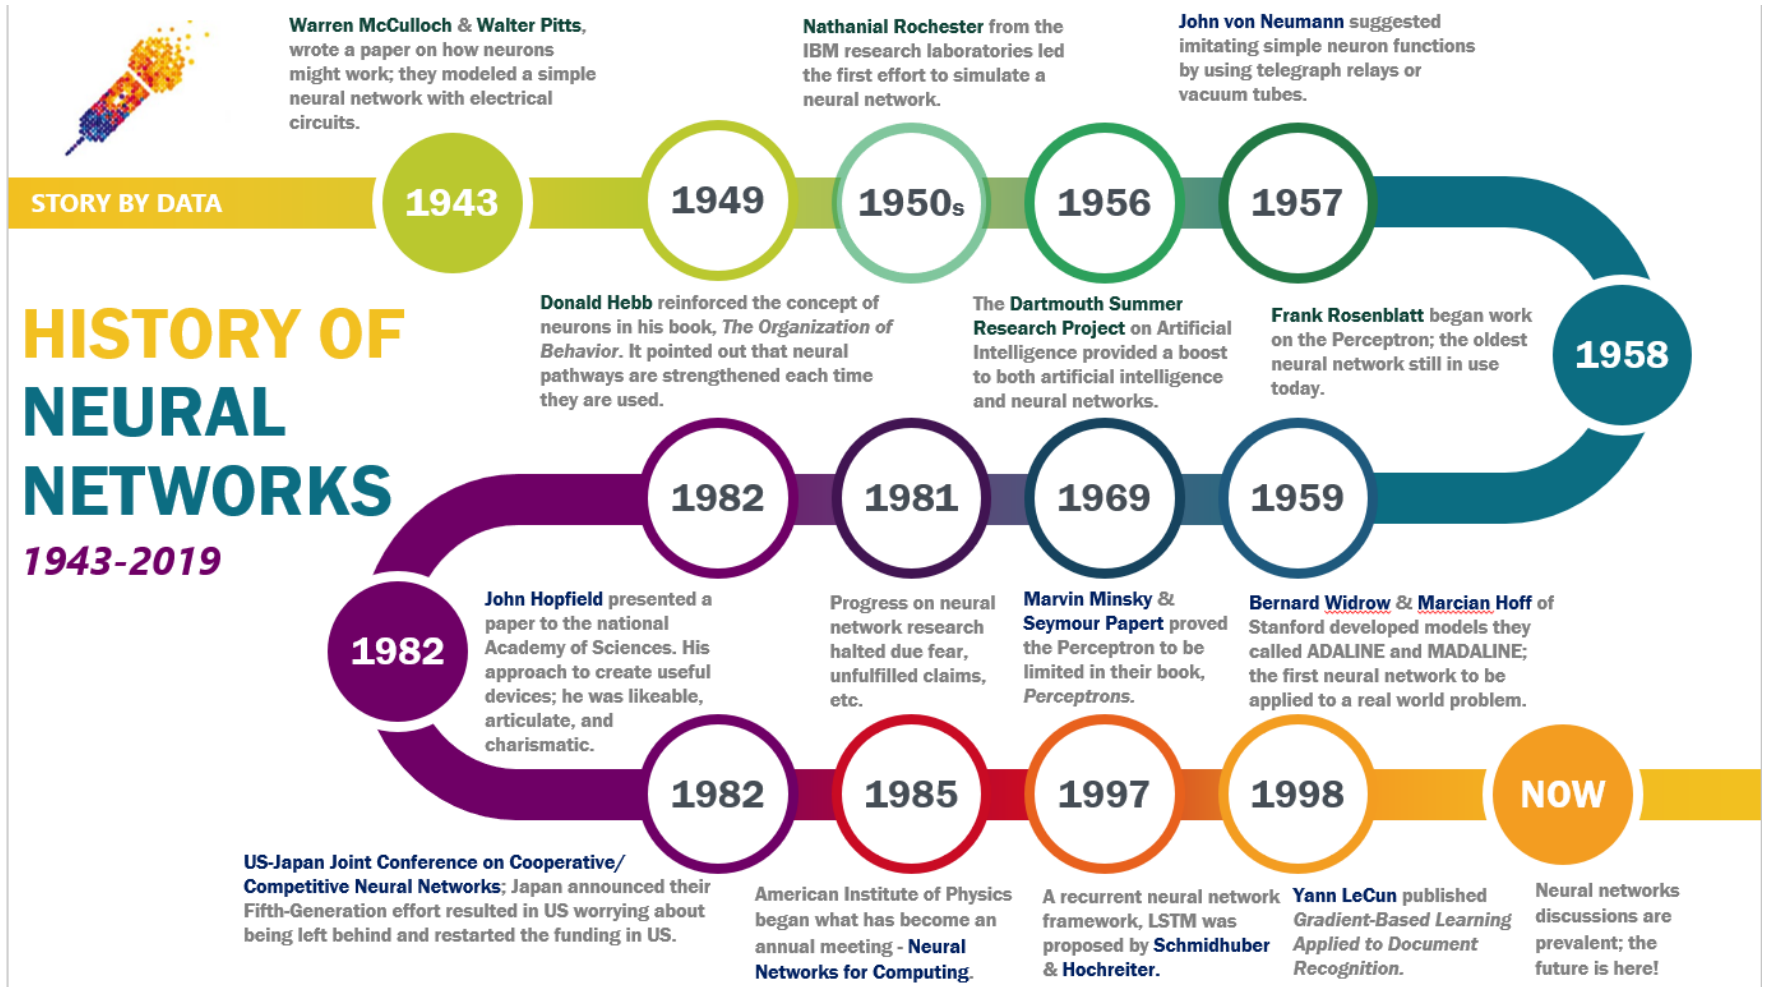 Warren McCulloch & Walter Pitts,
wrote a paper on how neurons
might work; they modeled a simple
neural network with electrical
circuits.
Nathanial Rochester from the
IBM research laboratories led
the first effort to simulate a
neural network.
John von Neumann suggested
imitating simple neuron functions
by using telegraph relays or
vacuum tubes.
STORY BY DATA
1943
1949
1950s
1956
1957
HISTORY OF
NEURAL
NETWORKS
1943-2019
Donald Hebb reinforced the concept of
neurons in his book, The Organization of
Behavior. It pointed out that neural
pathways are strengthened each time
they are used.
The Dartmouth Summer
Research Project on Artificial
Intelligence provided a boost
to both artificial intelligence
and neural networks.
Frank Rosenblatt began work
on the Perceptron; the oldest
neural network still in use
today.
1958
1982
1981
1969
1959
1982
John Hopfield presented a
paper to the national
Academy of Sciences. His
approach to create useful
devices; he was likeable,
articulate, and
charismatic.
Progress on neural
network research
halted due fear,
unfulfilled claims,
etc.
Marvin Minsky &
Seymour Papert proved
the Perceptron to be
limited in their book,
Perceptrons.
Bernard Widrow & Marcian Hoff of
Stanford developed models they
called ADALINE and MADALINE;
the first neural network to be
applied to a real world problem.
1982
1985
1997
1998
NOW
US-Japan Joint Conference on Cooperative/
Competitive Neural Networks; Japan announced their
Fifth-Generation effort resulted in US worrying about
being left behind and restarted the funding in US.
American Institute of Physics
began what has become an
annual meeting - Neural
Networks for Computing.
A recurrent neural network
framework, LSTM was
proposed by Schmidhuber
& Hochreiter.
Yann LeCun published
Gradient-Based Learning
Applied to Document
Recognition.
Neural networks
discussions are
prevalent; the
future is here!